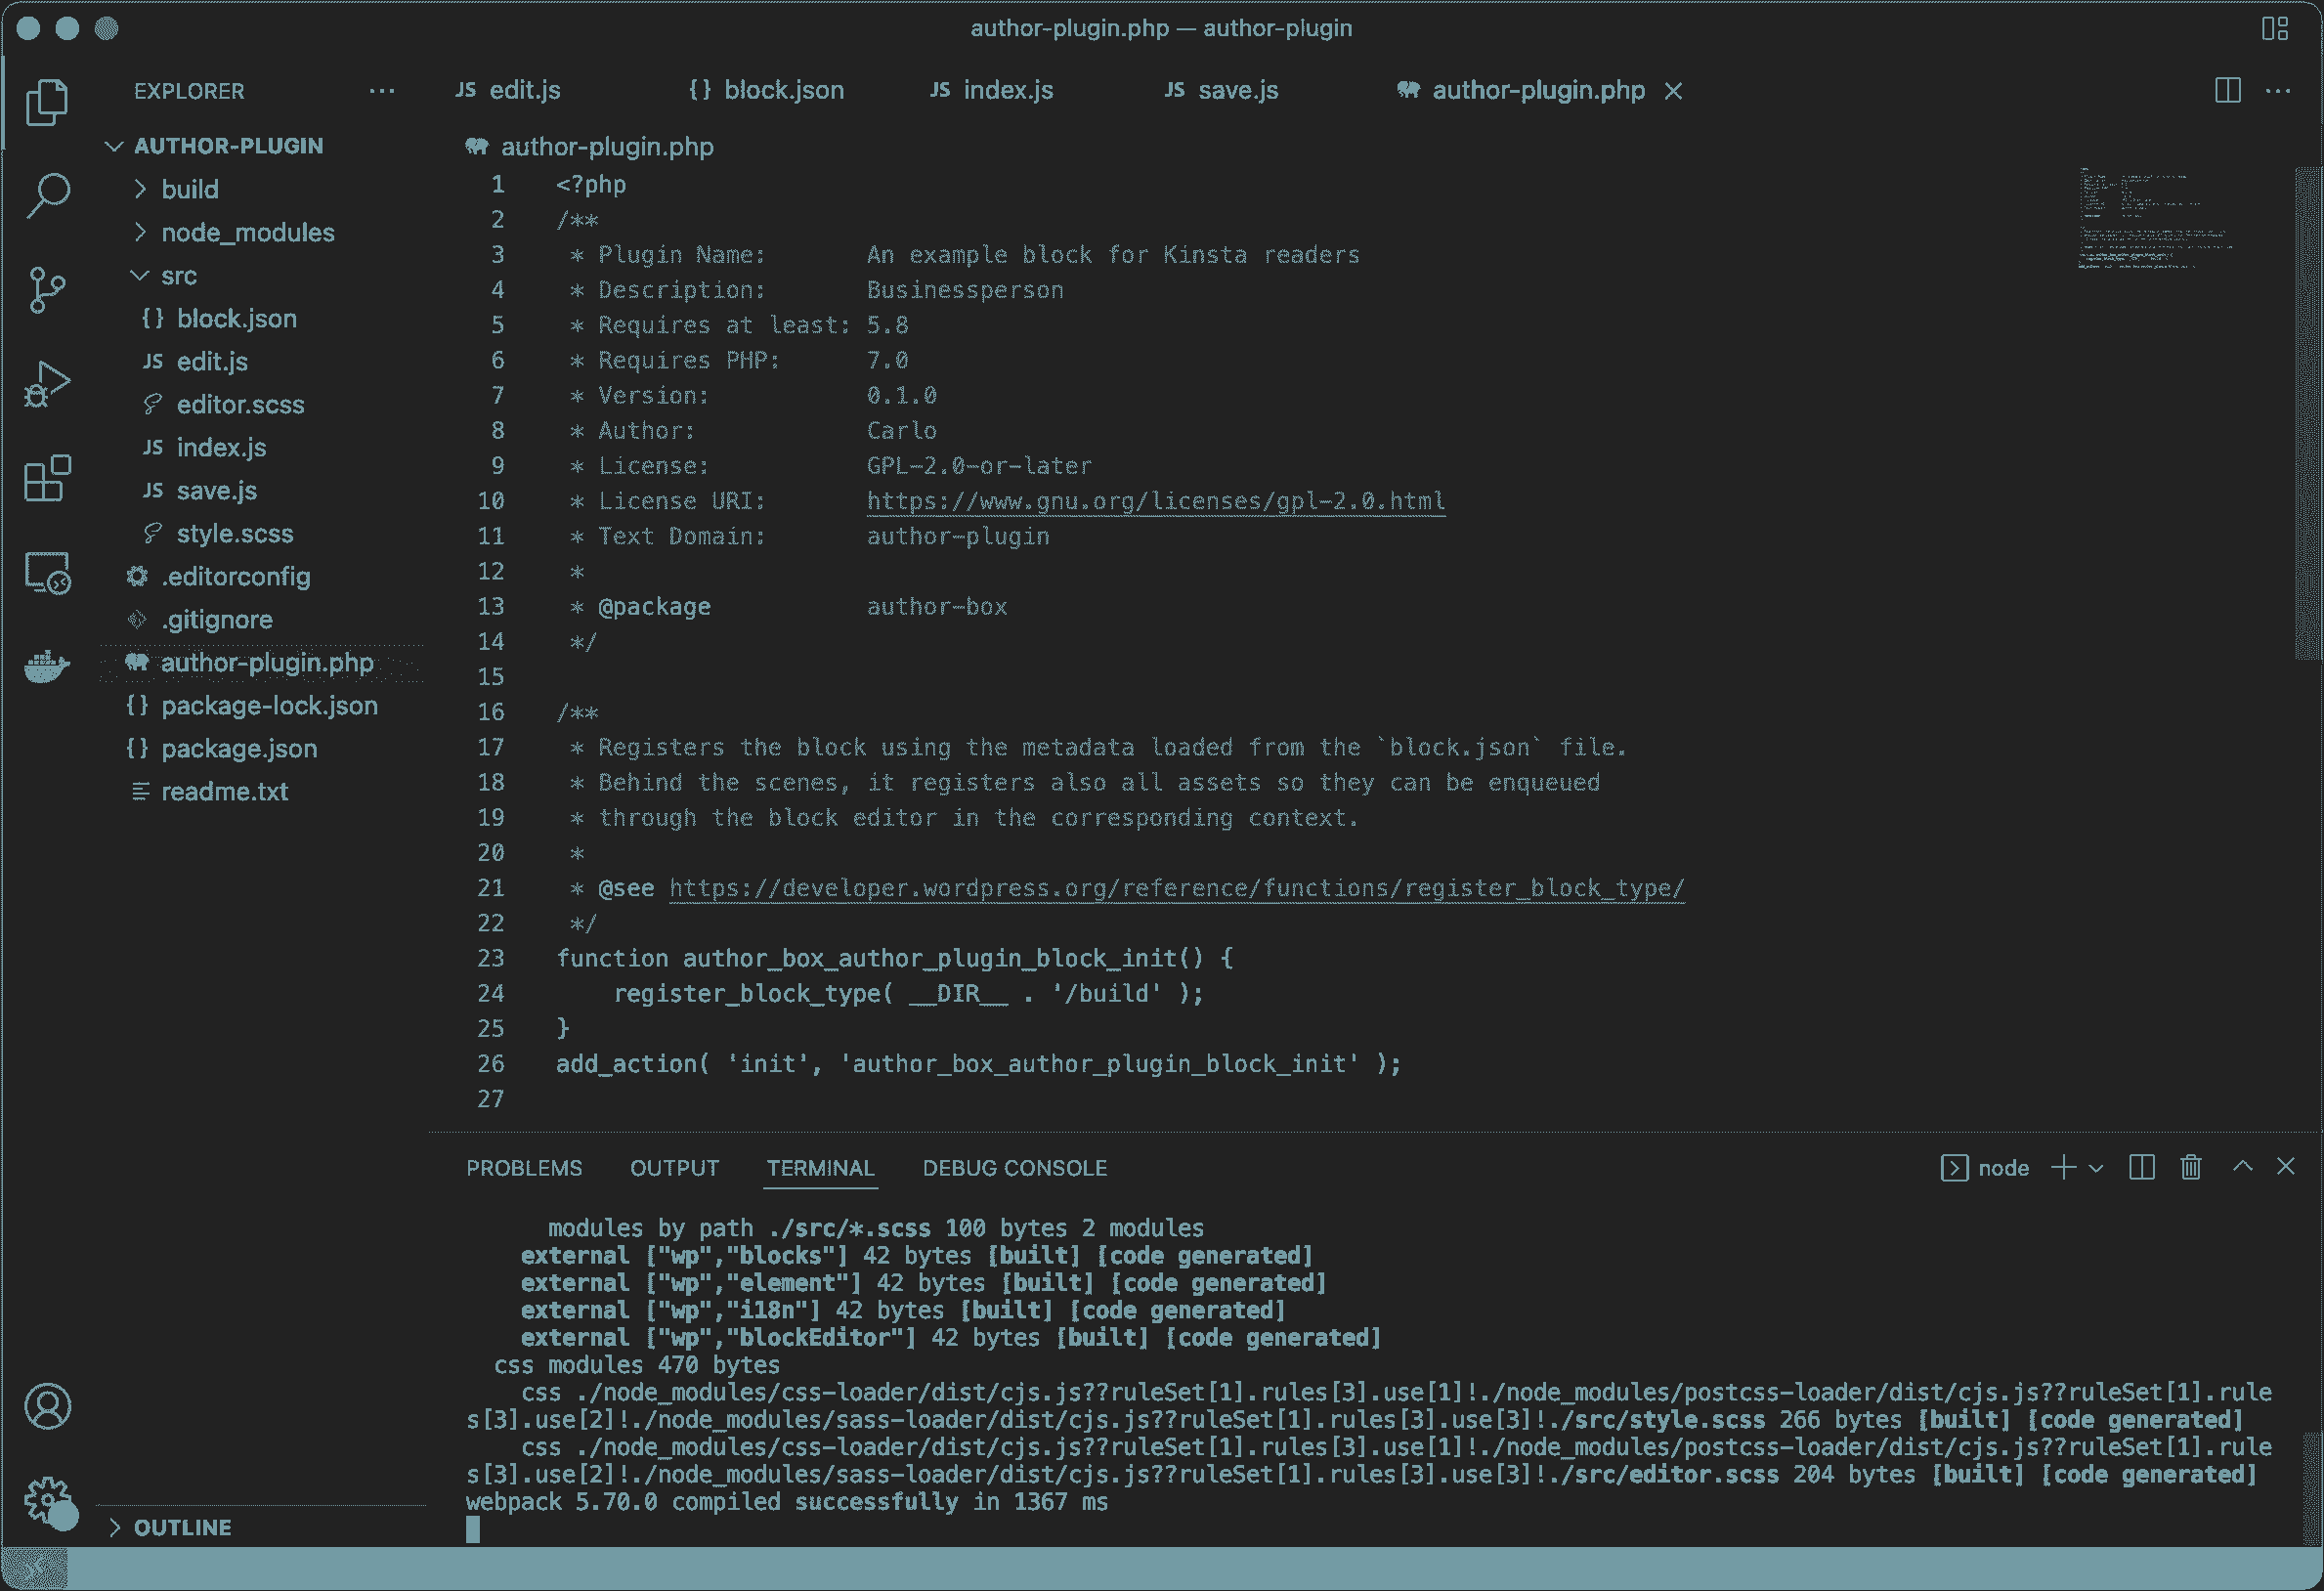 author-plugin.php — author-plugin
EXPLORER
AUTHOR-PLUGIN
build
node_modules
src
{} block.json
JS edit.js
editor.scss
JS index.js
JS save.js
style.scss
.editorconfig
.gitignore
author-plugin.php
{} package-lock.json
{} package.json
readme.txt
OUTLINE
JS edit.js {} block.json JS index.js JS save.js author-plugin.php
author-plugin.php
1 <?php
2 /**
3  * Plugin Name:       An example block for Kinsta readers
4  * Description:       Businessperson
5  * Requires at least: 5.8
6  * Requires PHP:      7.0
7  * Version:           0.1.0
8  * Author:            Carlo
9  * License:           GPL-2.0-or-later
10  * License URI:       https://www.gnu.org/licenses/gpl-2.0.html
11  * Text Domain:       author-plugin
12  *
13  * @package           author-box
14  */
15
16 /**
17  * Registers the block using the metadata loaded from the `block.json` file.
18  * Behind the scenes, it registers also all assets so they can be enqueued
19  * through the block editor in the corresponding context.
20  *
21  * @see https://developer.wordpress.org/reference/functions/register_block_type/
22  */
23 function author_box_author_plugin_block_init() {
24     register_block_type( __DIR__ . '/build' );
25 }
26 add_action( 'init', 'author_box_author_plugin_block_init' );
27
PROBLEMS OUTPUT TERMINAL DEBUG CONSOLE
node
modules by path ./src/*.scss 100 bytes 2 modules
external ["wp","blocks"] 42 bytes [built] [code generated]
external ["wp","element"] 42 bytes [built] [code generated]
external ["wp","i18n"] 42 bytes [built] [code generated]
external ["wp","blockEditor"] 42 bytes [built] [code generated]
css modules 470 bytes
css ./node_modules/css-loader/dist/cjs.js??ruleSet[1].rules[3].use[1]!./node_modules/postcss-loader/dist/cjs.js??ruleSet[1].rule
s[3].use[2]!./node_modules/sass-loader/dist/cjs.js??ruleSet[1].rules[3].use[3]!./src/style.scss 266 bytes [built] [code generated]
css ./node_modules/css-loader/dist/cjs.js??ruleSet[1].rules[3].use[1]!./node_modules/postcss-loader/dist/cjs.js??ruleSet[1].rule
s[3].use[2]!./node_modules/sass-loader/dist/cjs.js??ruleSet[1].rules[3].use[3]!./src/editor.scss 204 bytes [built] [code generated]
webpack 5.70.0 compiled successfully in 1367 ms